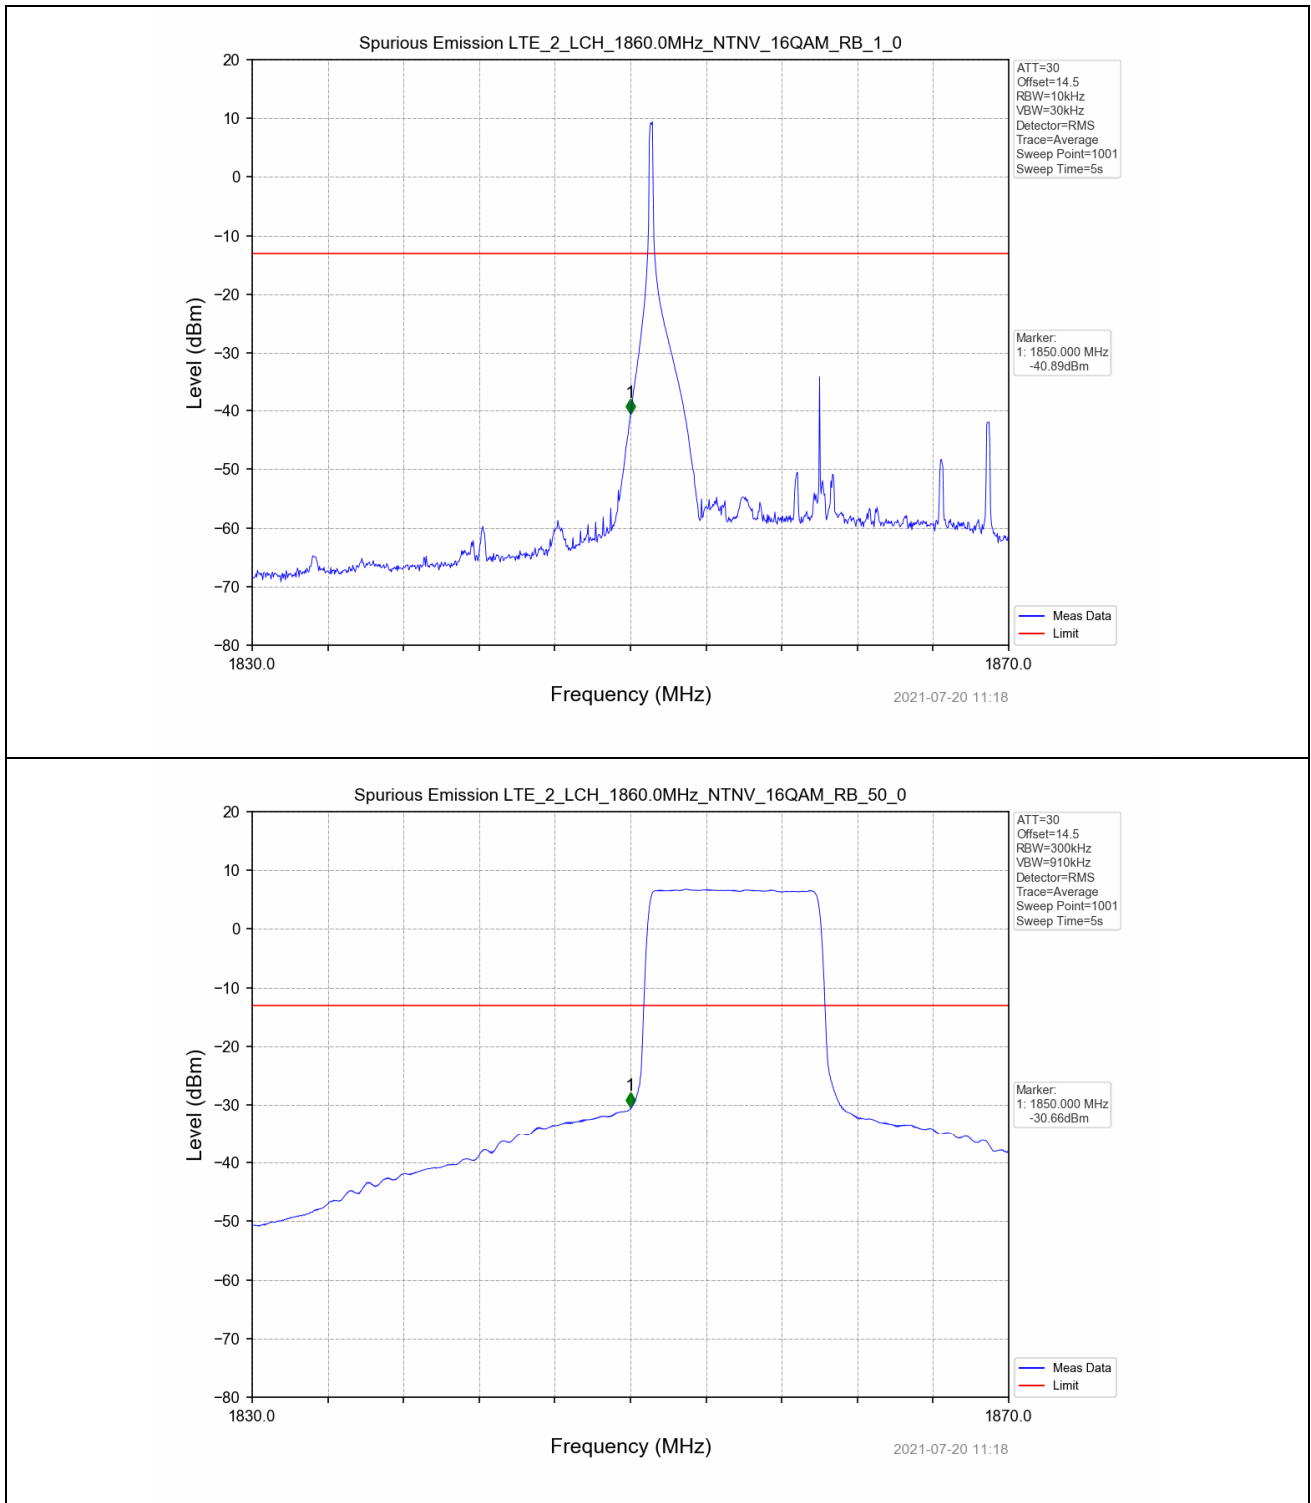 Spurious Emission LTE_2_LCH_1860.0MHz_NTNV_16QAM_RB_1_0
20
10
0
−10
−20
−30
−40
−50
−60
−70
−80
Level (dBm)
1
1830.0
1870.0
Frequency (MHz)
2021-07-20 11:18
ATT=30
Offset=14.5
RBW=10kHz
VBW=30kHz
Detector=RMS
Trace=Average
Sweep Point=1001
Sweep Time=5s
Marker:
1: 1850.000 MHz
-40.89dBm
Meas Data
Limit
Spurious Emission LTE_2_LCH_1860.0MHz_NTNV_16QAM_RB_50_0
20
10
0
−10
−20
−30
−40
−50
−60
−70
−80
Level (dBm)
1
1830.0
1870.0
Frequency (MHz)
2021-07-20 11:18
ATT=30
Offset=14.5
RBW=300kHz
VBW=910kHz
Detector=RMS
Trace=Average
Sweep Point=1001
Sweep Time=5s
Marker:
1: 1850.000 MHz
-30.66dBm
Meas Data
Limit